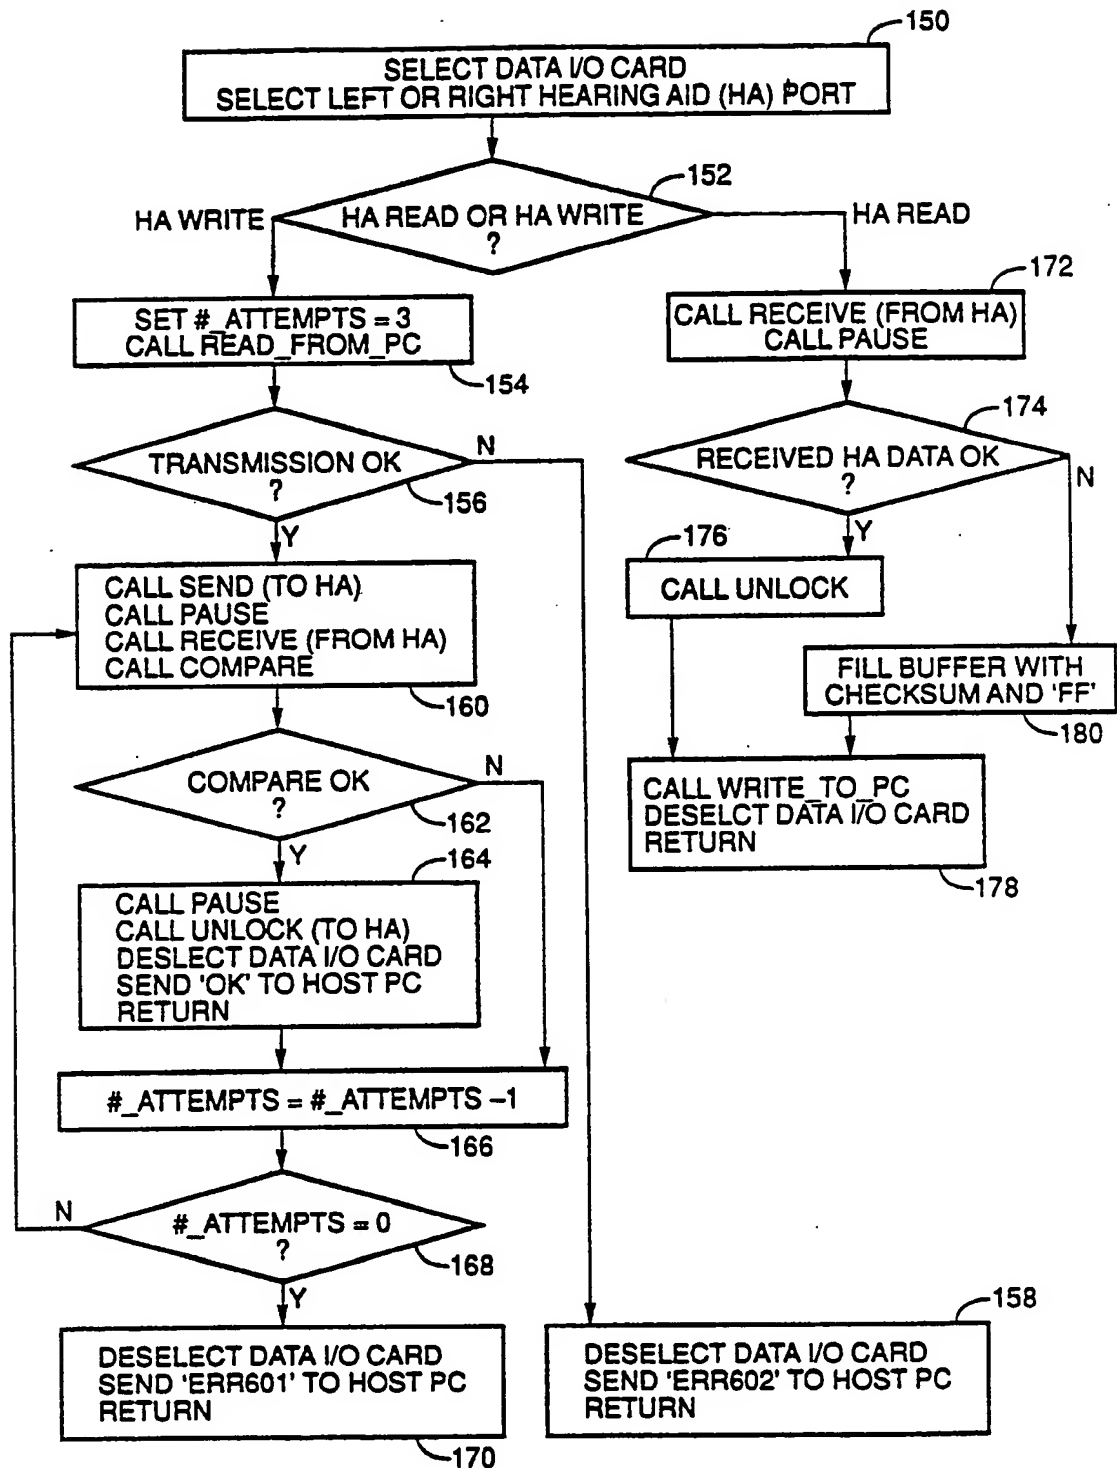 150
SELECT DATA I/O CARD
SELECT LEFT OR RIGHT HEARING AID (HA) PORT
152
HA WRITE
HA READ OR HA WRITE
?
HA READ
172
SET #_ATTEMPTS = 3
CALL READ_FROM_PC
154
CALL RECEIVE (FROM HA)
CALL PAUSE
174
TRANSMISSION OK
?
N
156
Y
RECEIVED HA DATA OK
?
N
Y
176
CALL UNLOCK
CALL SEND (TO HA)
CALL PAUSE
CALL RECEIVE (FROM HA)
CALL COMPARE
160
FILL BUFFER WITH
CHECKSUM AND 'FF'
180
COMPARE OK
?
N
162
Y
CALL WRITE_TO_PC
DESELCT DATA I/O CARD
RETURN
178
164
CALL PAUSE
CALL UNLOCK (TO HA)
DESLECT DATA I/O CARD
SEND 'OK' TO HOST PC
RETURN
#_ATTEMPTS = #_ATTEMPTS –1
166
N
#_ATTEMPTS = 0
?
168
Y
158
DESELECT DATA I/O CARD
SEND 'ERR601' TO HOST PC
RETURN
170
DESELECT DATA I/O CARD
SEND 'ERR602' TO HOST PC
RETURN